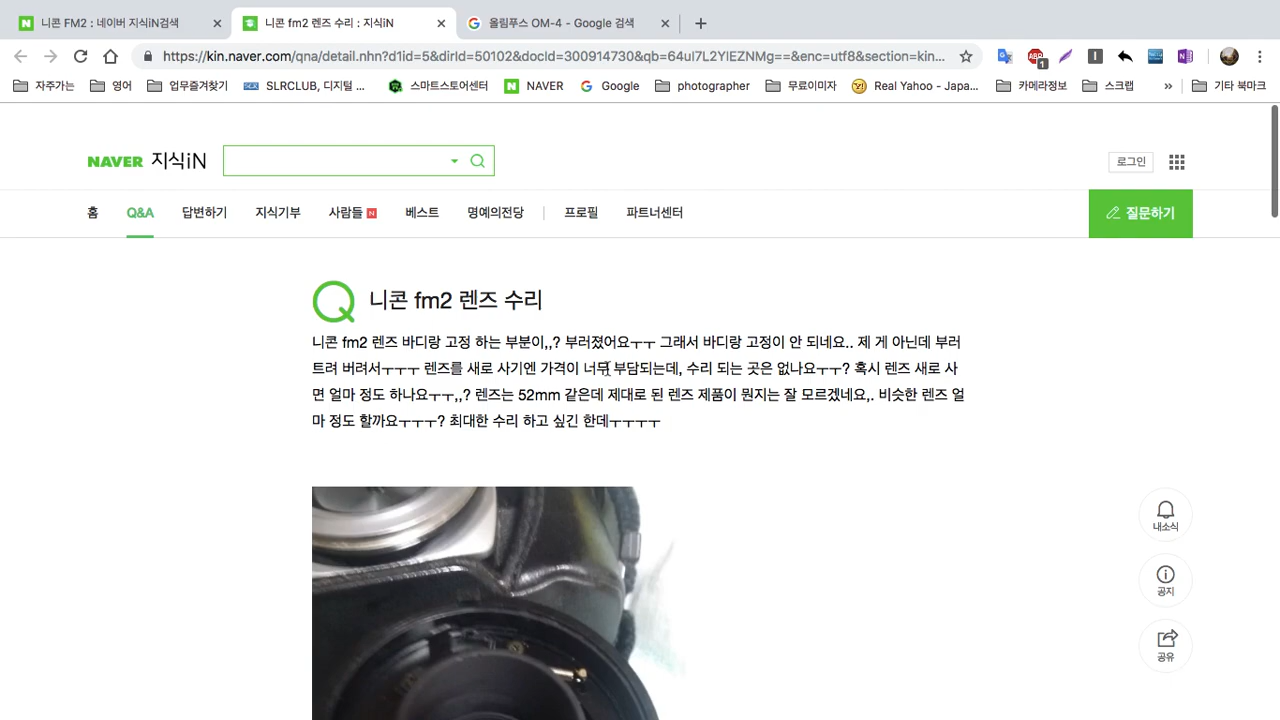 니콘 FM2 : 네이버 지식iN검색
니콘 fm2 렌즈 수리 : 지식iN
올림푸스 OM-4 - Google 검색
https://kin.naver.com/qna/detail.nhn?d1id=5&dirId=50102&docId=300914730&qb=64uI7L2YIEZNMg==&enc=utf8&section=kin...
1
자주가는
영어
업무즐겨찾기
SLRCLUB, 디지털 ...
스마트스토어센터
NAVER
Google
photographer
무료이미자
Real Yahoo - Japa...
카메라정보
스크랩
»
기타 북마크
NAVER 지식iN
로그인
홈
Q&A
답변하기
지식기부
사람들 N
베스트
명예의전당
프로필
파트너센터
질문하기
Q 니콘 fm2 렌즈 수리
니콘 fm2 렌즈 바디랑 고정 하는 부분이,,? 부러졌어요ㅜㅜ 그래서 바디랑 고정이 안 되네요.. 제 게 아닌데 부러
트려 버려서ㅜㅜㅜ 렌즈를 새로 사기엔 가격이 너무 부담되는데, 수리 되는 곳은 없나요ㅜㅜ? 혹시 렌즈 새로 사
면 얼마 정도 하나요ㅜㅜ,,? 렌즈는 52mm 같은데 제대로 된 렌즈 제품이 뭔지는 잘 모르겠네요,. 비슷한 렌즈 얼
마 정도 할까요ㅜㅜㅜ? 최대한 수리 하고 싶긴 한데ㅜㅜㅜㅜ
내소식
공지
공유